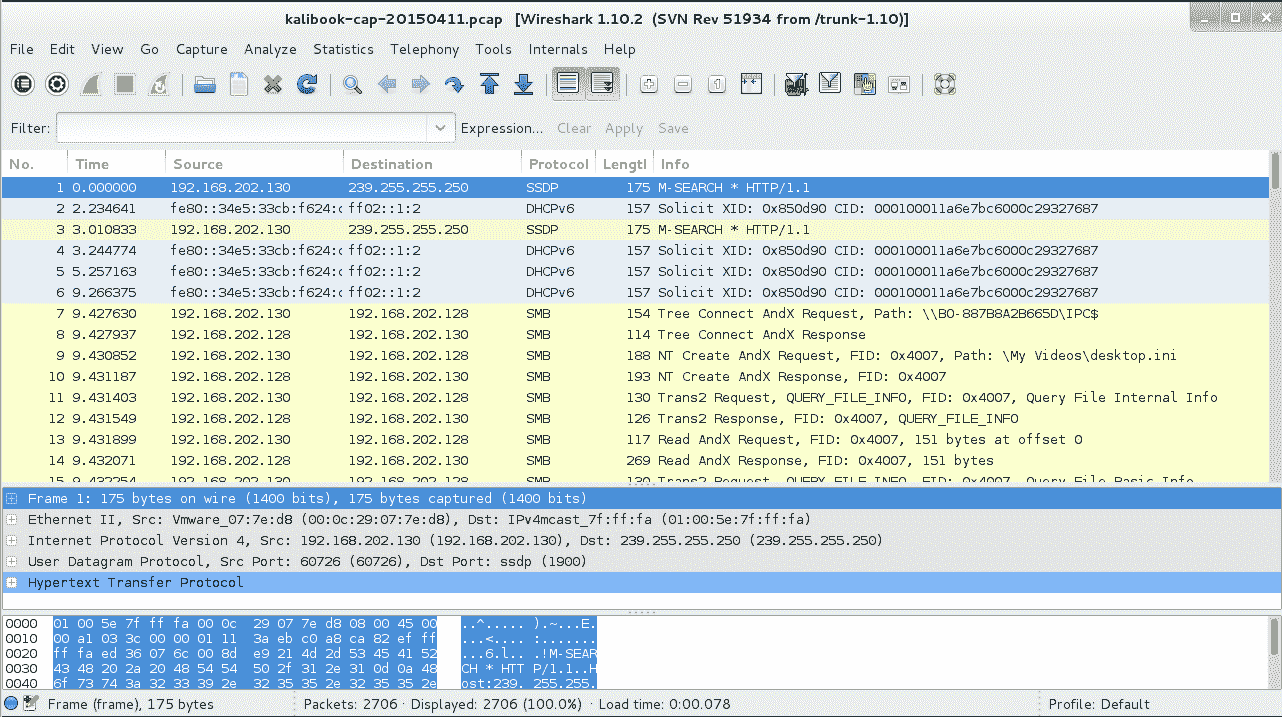 kalibook-cap-20150411.pcap [Wireshark 1.10.2 (SVN Rev 51934 from /trunk-1.10)]
File Edit View Go Capture Analyze Statistics Telephony Tools Internals Help
Filter: Expression... Clear Apply Save
No. Time Source Destination Protocol Lengtl Info
1 0.000000 192.168.202.130 239.255.255.250 SSDP 175 M-SEARCH * HTTP/1.1
2 2.234641 fe80::34e5:33cb:f624:c ff02::1:2 DHCPv6 157 Solicit XID: 0x850d90 CID: 000100011a6e7bc6000c29327687
3 3.010833 192.168.202.130 239.255.255.250 SSDP 175 M-SEARCH * HTTP/1.1
4 3.244774 fe80::34e5:33cb:f624:c ff02::1:2 DHCPv6 157 Solicit XID: 0x850d90 CID: 000100011a6e7bc6000c29327687
5 5.257163 fe80::34e5:33cb:f624:c ff02::1:2 DHCPv6 157 Solicit XID: 0x850d90 CID: 000100011a6e7bc6000c29327687
6 9.266375 fe80::34e5:33cb:f624:c ff02::1:2 DHCPv6 157 Solicit XID: 0x850d90 CID: 000100011a6e7bc6000c29327687
7 9.427630 192.168.202.130 192.168.202.128 SMB 154 Tree Connect AndX Request, Path: \\BO-887B8A2B665D\IPC$
8 9.427937 192.168.202.128 192.168.202.130 SMB 114 Tree Connect AndX Response
9 9.430852 192.168.202.130 192.168.202.128 SMB 188 NT Create AndX Request, FID: 0x4007, Path: \My Videos\desktop.ini
10 9.431187 192.168.202.128 192.168.202.130 SMB 193 NT Create AndX Response, FID: 0x4007
11 9.431403 192.168.202.130 192.168.202.128 SMB 130 Trans2 Request, QUERY_FILE_INFO, FID: 0x4007, Query File Internal Info
12 9.431549 192.168.202.128 192.168.202.130 SMB 126 Trans2 Response, FID: 0x4007, QUERY_FILE_INFO
13 9.431899 192.168.202.130 192.168.202.128 SMB 117 Read AndX Request, FID: 0x4007, 151 bytes at offset 0
14 9.432071 192.168.202.128 192.168.202.130 SMB 269 Read AndX Response, FID: 0x4007, 151 bytes
15 9.432254 192.168.202.130 192.168.202.128 SMB 130 Trans2 Request, QUERY_FILE_INFO, FID: 0x4007, Query File Basic Info
Frame 1: 175 bytes on wire (1400 bits), 175 bytes captured (1400 bits)
Ethernet II, Src: Vmware_07:7e:d8 (00:0c:29:07:7e:d8), Dst: IPv4mcast_7f:ff:fa (01:00:5e:7f:ff:fa)
Internet Protocol Version 4, Src: 192.168.202.130 (192.168.202.130), Dst: 239.255.255.250 (239.255.255.250)
User Datagram Protocol, Src Port: 60726 (60726), Dst Port: ssdp (1900)
Hypertext Transfer Protocol
0000 01 00 5e 7f ff fa 00 0c 29 07 7e d8 08 00 45 00 ..^..... ).~...E.
0010 00 a1 03 3c 00 00 01 11 3a eb c0 a8 ca 82 ef ff ...<.... :.......
0020 ff fa ed 36 07 6c 00 8d e9 21 4d 2d 53 45 41 52 ...6.l.. .!M-SEAR
0030 43 48 20 2a 20 48 54 54 50 2f 31 2e 31 0d 0a 48 CH * HTT P/1.1..H
0040 6f 73 74 3a 32 33 39 2e 32 35 35 2e 32 35 35 2e ost:239. 255.255.
Frame (frame), 175 bytes Packets: 2706 · Displayed: 2706 (100.0%) · Load time: 0:00.078 Profile: Default